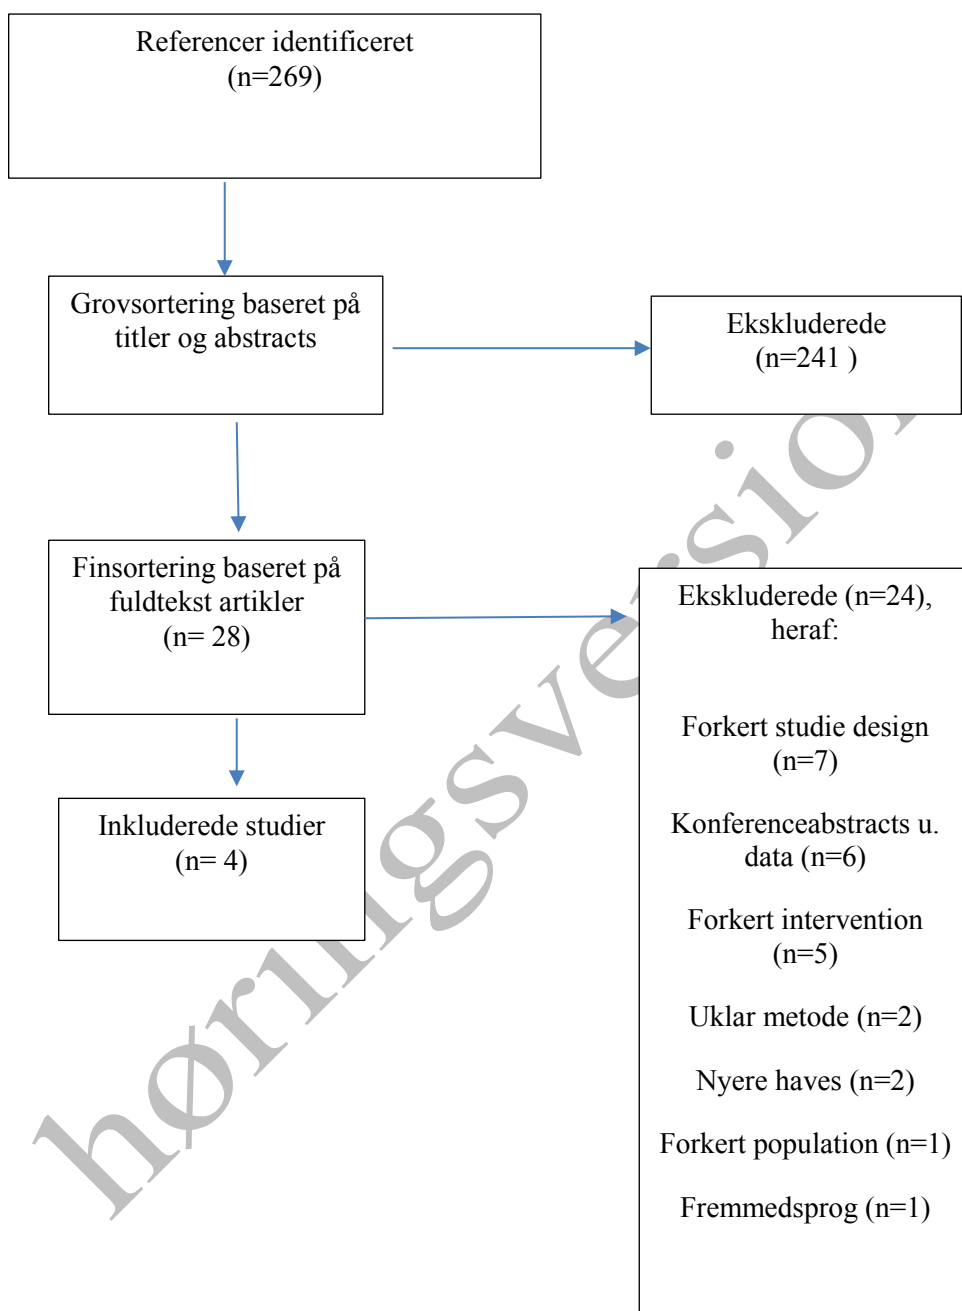 Referencer identificeret
(n=269)
Grovsortering baseret på
titler og abstracts
Ekskluderede
(n=241 )
Finsortering baseret på
fuldtekst artikler
(n= 28)
Ekskluderede (n=24),
heraf:
Forkert studie design
(n=7)
Konferenceabstracts u.
data (n=6)
Forkert intervention
(n=5)
Uklar metode (n=2)
Nyere haves (n=2)
Forkert population (n=1)
Fremmedsprog (n=1)
Inkluderede studier
(n= 4)
høringsversion